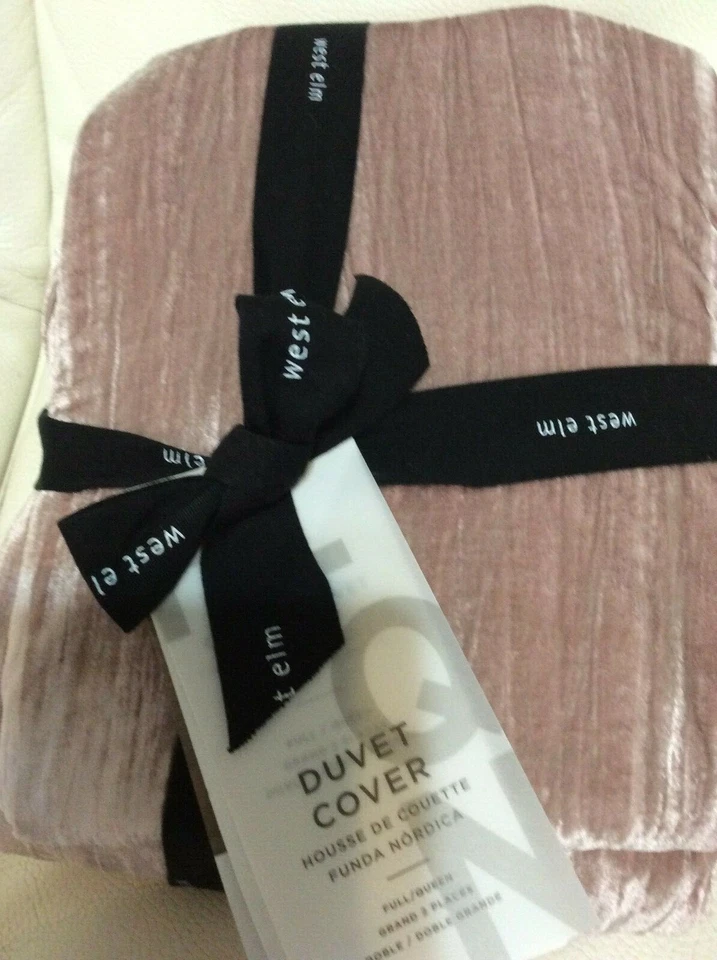 west elm
west e
west elm
elm
west el
t elm
DUVET
COVER
HOUSSE DE COUETTE
FUNDA NÓRDICA
FULL/QUEEN
GRAND 2 PLACES
DOBLE / DOBLE GRANDE